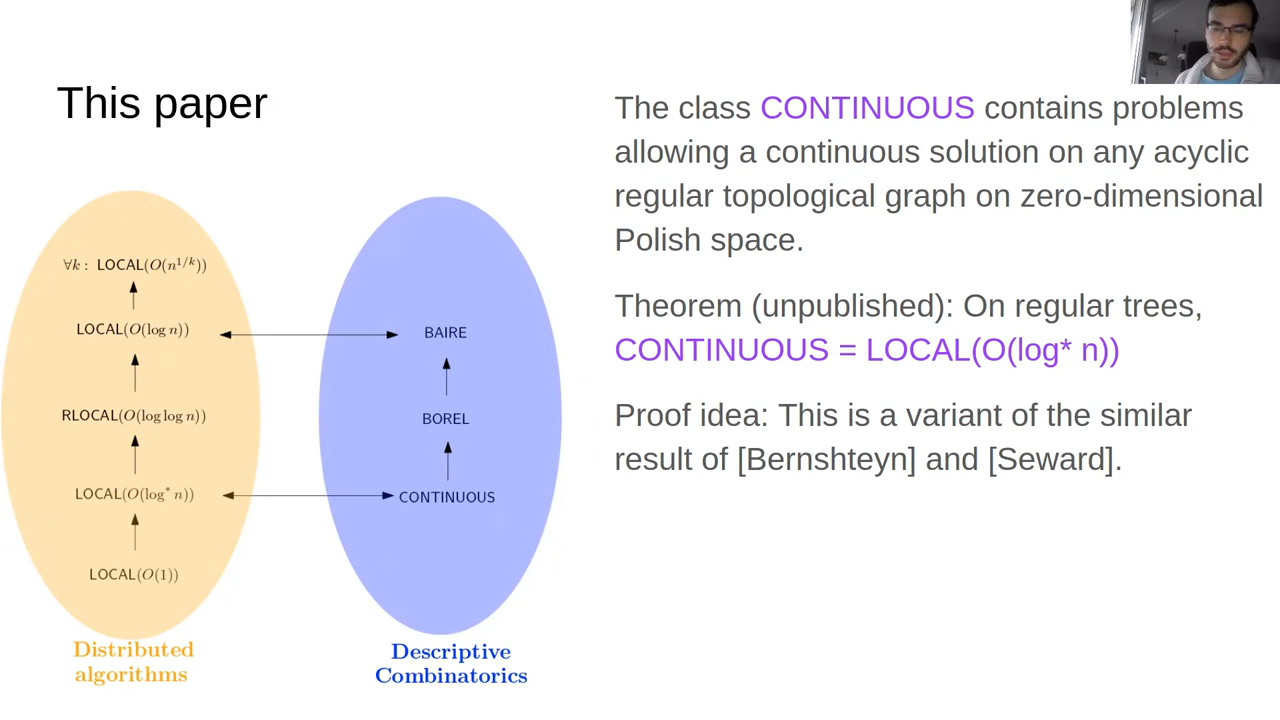 This paper
∀k : LOCAL(O(n^{1/k}))
LOCAL(O(log n))
RLOCAL(O(log log n))
LOCAL(O(log* n))
LOCAL(O(1))
Distributed
algorithms
BAIRE
BOREL
CONTINUOUS
Descriptive
Combinatorics
The class CONTINUOUS contains problems
allowing a continuous solution on any acyclic
regular topological graph on zero-dimensional
Polish space.
Theorem (unpublished): On regular trees,
CONTINUOUS = LOCAL(O(log* n))
Proof idea: This is a variant of the similar
result of [Bernshteyn] and [Seward].